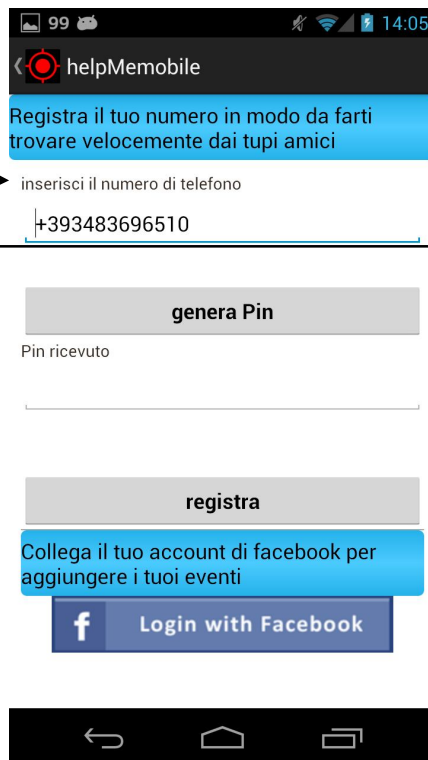 99 14:05
helpMemobile
Registra il tuo numero in modo da farti
trovare velocemente dai tupi amici
inserisci il numero di telefono
+393483696510
genera Pin
Pin ricevuto
registra
Collega il tuo account di facebook per
aggiungere i tuoi eventi
f Login with Facebook